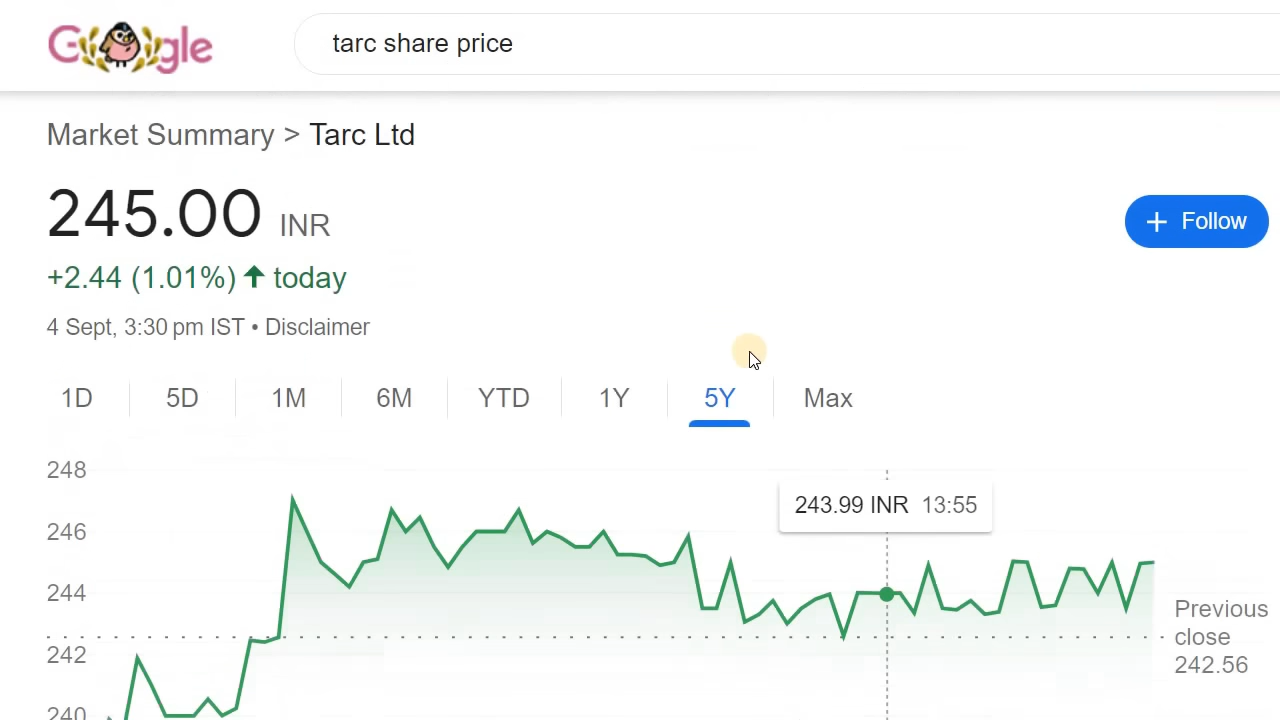 Google
tarc share price
Market Summary > Tarc Ltd
245.00 INR
+ Follow
+2.44 (1.01%) ↑ today
4 Sept, 3:30 pm IST • Disclaimer
1D 5D 1M 6M YTD 1Y 5Y Max
248
243.99 INR 13:55
246
244
Previous
close
242.56
242
240